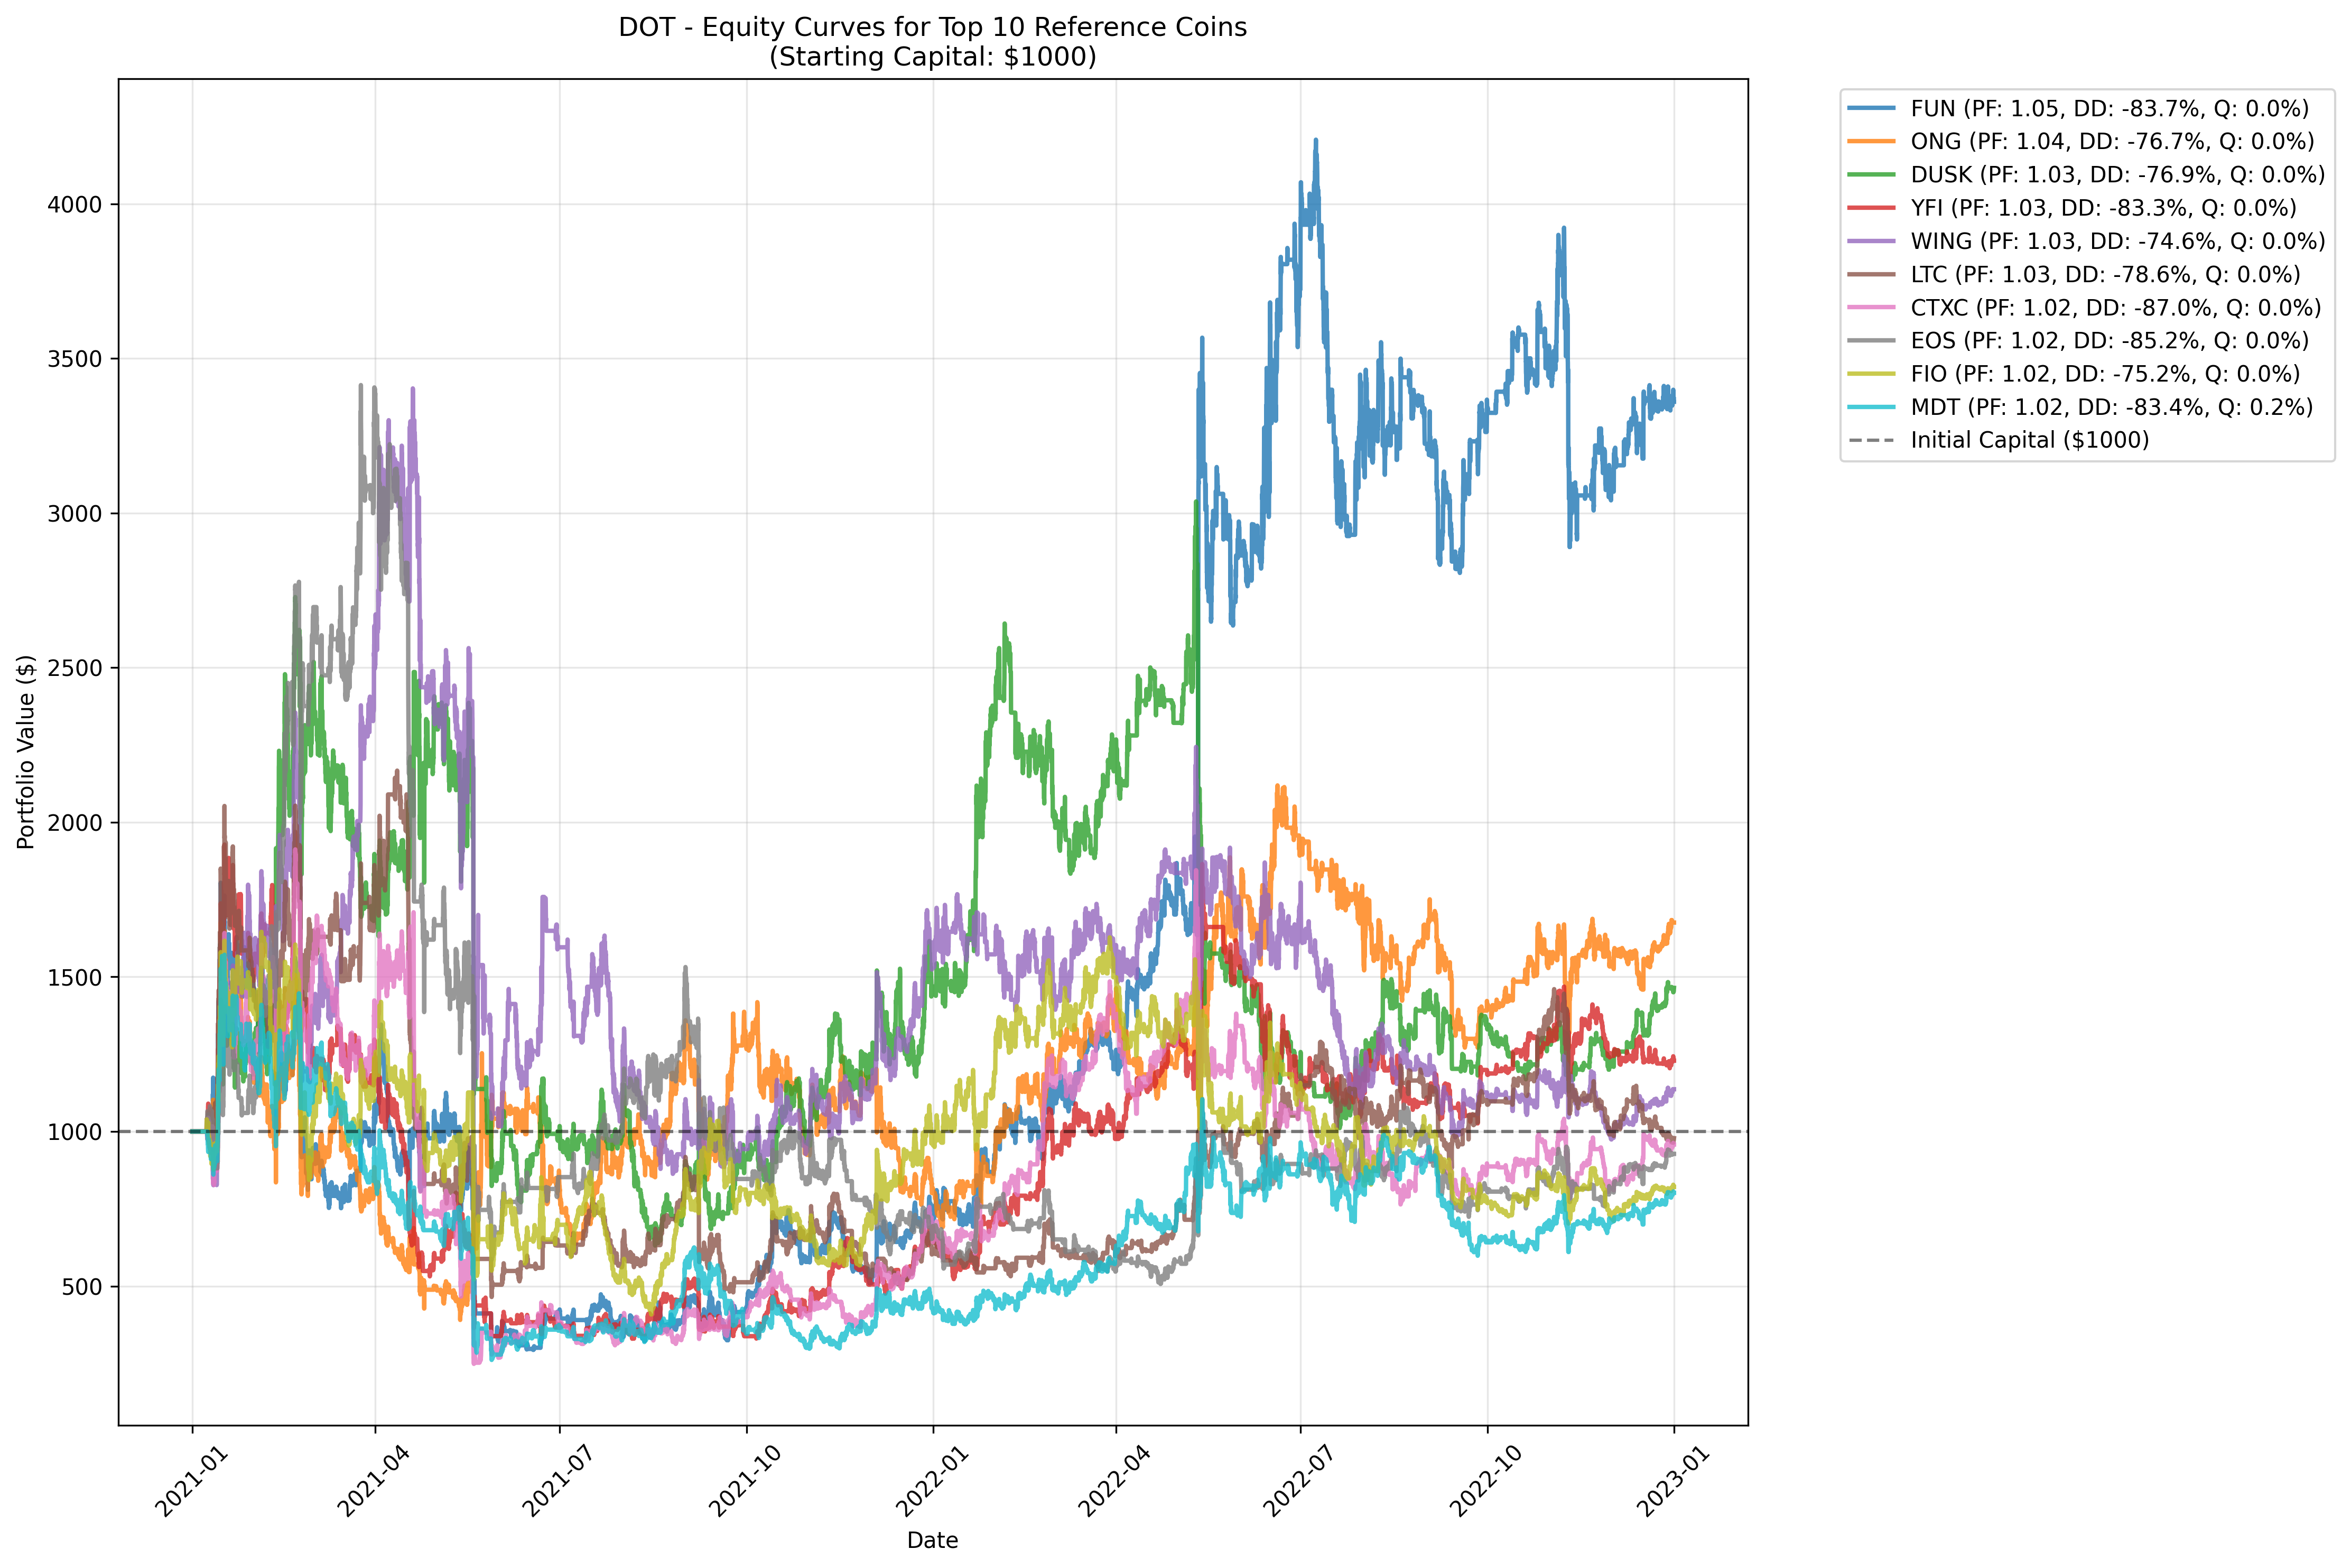 DOT - Equity Curves for Top 10 Reference Coins
(Starting Capital: $1000)
FUN (PF: 1.05, DD: -83.7%, Q: 0.0%)
ONG (PF: 1.04, DD: -76.7%, Q: 0.0%)
DUSK (PF: 1.03, DD: -76.9%, Q: 0.0%)
YFI (PF: 1.03, DD: -83.3%, Q: 0.0%)
WING (PF: 1.03, DD: -74.6%, Q: 0.0%)
LTC (PF: 1.03, DD: -78.6%, Q: 0.0%)
CTXC (PF: 1.02, DD: -87.0%, Q: 0.0%)
EOS (PF: 1.02, DD: -85.2%, Q: 0.0%)
FIO (PF: 1.02, DD: -75.2%, Q: 0.0%)
MDT (PF: 1.02, DD: -83.4%, Q: 0.2%)
Initial Capital ($1000)
Portfolio Value ($)
4000
3500
3000
2500
2000
1500
1000
500
2021-01
2021-04
2021-07
2021-10
2022-01
2022-04
2022-07
2022-10
2023-01
Date